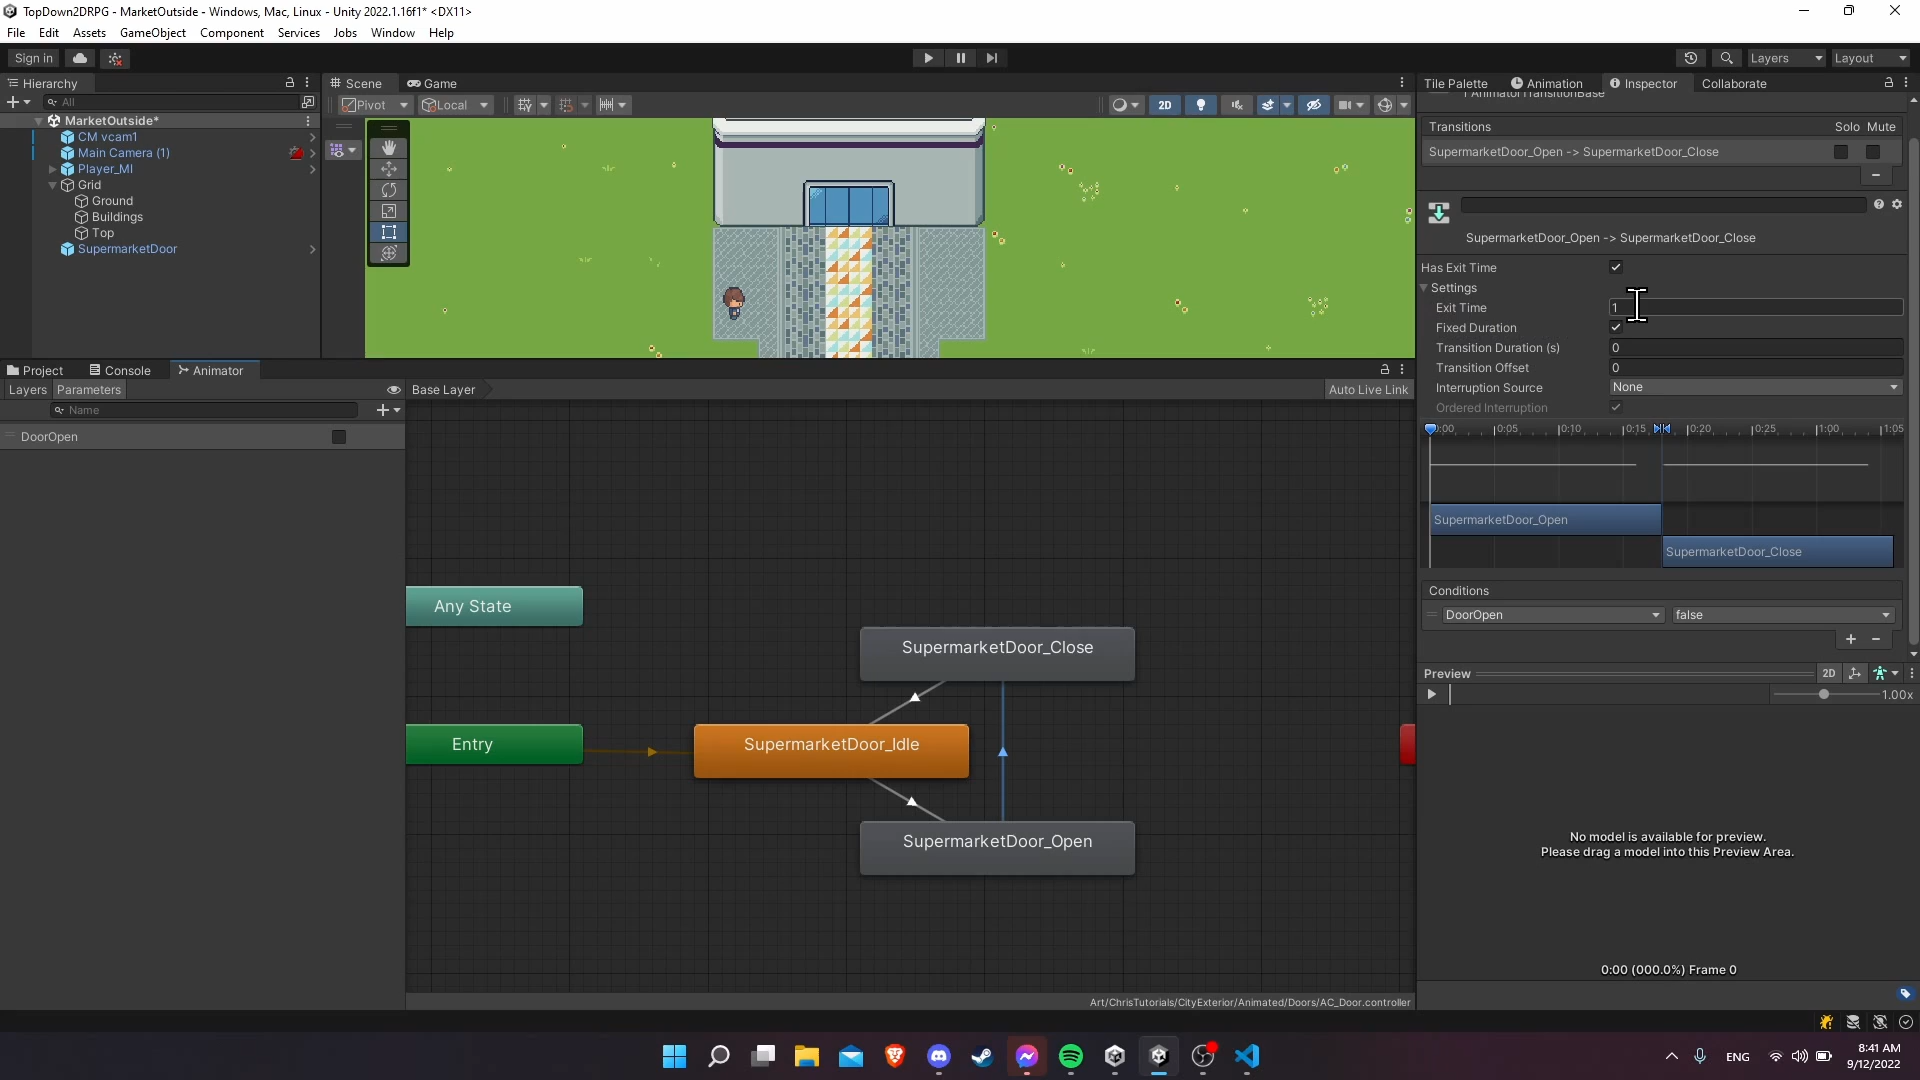 TopDown2DRPG - MarketOutside - Windows, Mac, Linux - Unity 2022.1.16f1* <DX11>
File Edit Assets GameObject Component Services Jobs Window Help
Sign in
Layers Layout
Hierarchy
Scene Game
Tile Palette Animation Inspector Collaborate
All
Pivot Local 2D
1 AnimatorTransitionBase
MarketOutside*
CM vcam1
Main Camera (1)
Player_MI
Grid
Ground
Buildings
Top
SupermarketDoor
Transitions Solo Mute
SupermarketDoor_Open -> SupermarketDoor_Close
SupermarketDoor_Open -> SupermarketDoor_Close
Has Exit Time
Settings
Exit Time 1
Fixed Duration
Transition Duration (s) 0
Transition Offset 0
Interruption Source None
Ordered Interruption
0:00 0:05 0:10 0:15 0:20 0:25 1:00 1:05
SupermarketDoor_Open
SupermarketDoor_Close
Conditions
DoorOpen false
Project Console Animator
Layers Parameters
Base Layer Auto Live Link
Name
DoorOpen
Any State
SupermarketDoor_Close
Entry
SupermarketDoor_Idle
SupermarketDoor_Open
Preview 2D
1.00x
No model is available for preview.
Please drag a model into this Preview Area.
0:00 (000.0%) Frame 0
Art/ChrisTutorials/CityExterior/Animated/Doors/AC_Door.controller
ENG
8:41 AM
9/12/2022